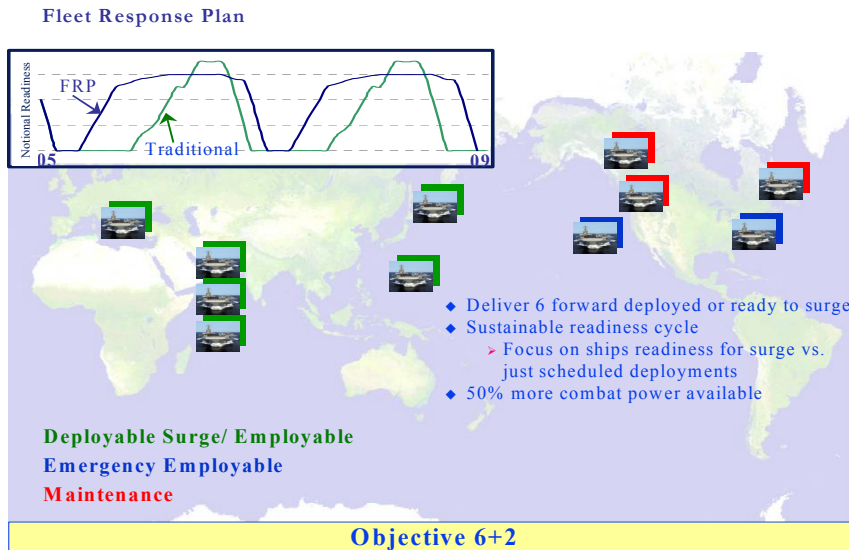 Fleet Response Plan
Notional Readiness
FRP
Traditional
05
09
◆ Deliver 6 forward deployed or ready to surge
◆ Sustainable readiness cycle
➢ Focus on ships readiness for surge vs.
just scheduled deployments
◆ 50% more combat power available
Deployable Surge/ Employable
Emergency Employable
Maintenance
Objective 6+2